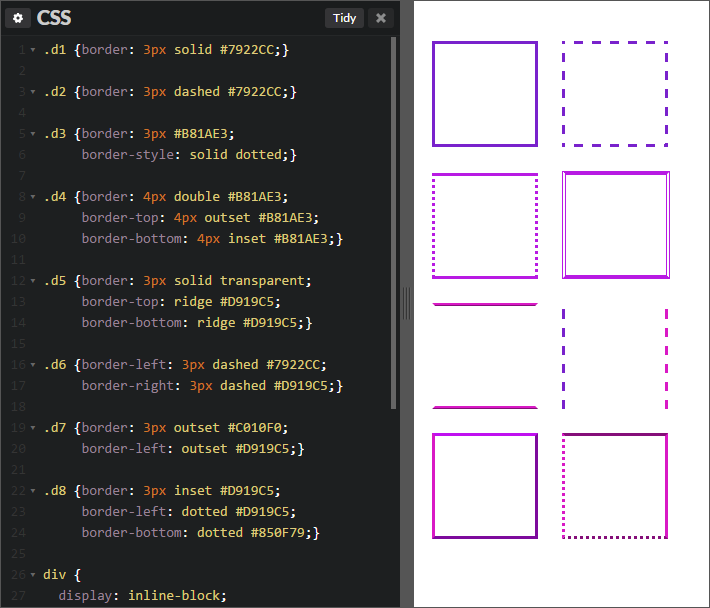 CSS
Tidy
1 .d1 {border: 3px solid #7922CC;}
2
3 .d2 {border: 3px dashed #7922CC;}
4
5 .d3 {border: 3px #B81AE3;
6 border-style: solid dotted;}
7
8 .d4 {border: 4px double #B81AE3;
9 border-top: 4px outset #B81AE3;
10 border-bottom: 4px inset #B81AE3;}
11
12 .d5 {border: 3px solid transparent;
13 border-top: ridge #D919C5;
14 border-bottom: ridge #D919C5;}
15
16 .d6 {border-left: 3px dashed #7922CC;
17 border-right: 3px dashed #D919C5;}
18
19 .d7 {border: 3px outset #C010F0;
20 border-left: outset #D919C5;}
21
22 .d8 {border: 3px inset #D919C5;
23 border-left: dotted #D919C5;
24 border-bottom: dotted #850F79;}
25
26 div {
27 display: inline-block;